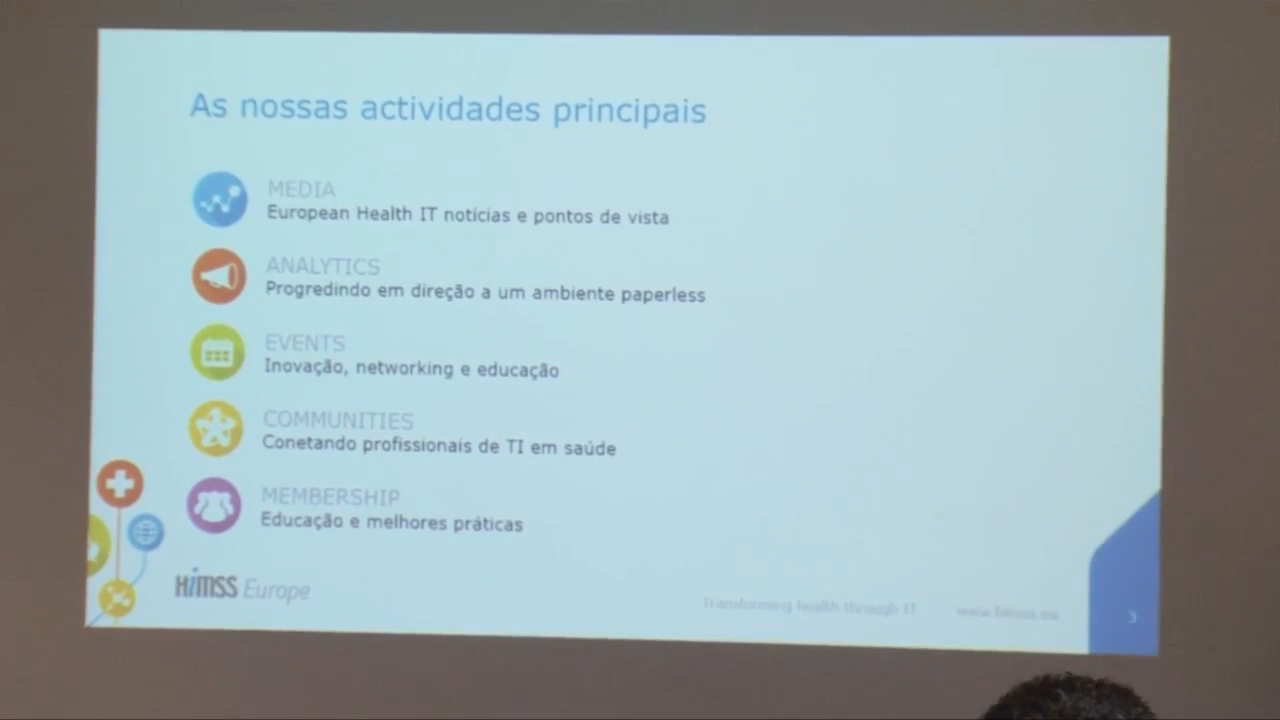 As nossas actividades principais
MEDIA
European Health IT notícias e pontos de vista
ANALYTICS
Progredindo em direção a um ambiente paperless
EVENTS
Inovação, networking e educação
COMMUNITIES
Conetando profissionais de TI em saúde
MEMBERSHIP
Educação e melhores práticas
HiMSS Europe
Transforming health through IT
www.himss.eu
3